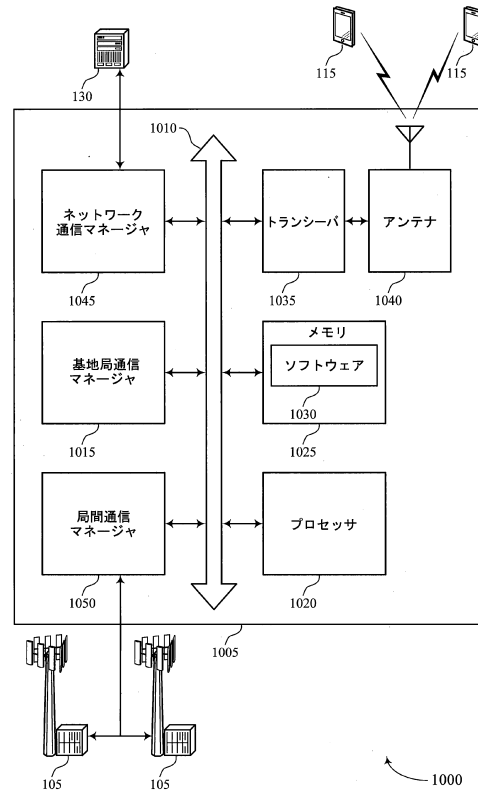 115
115
130
1010
ネットワーク
通信マネージャ
トランシーバ
アンテナ
1045
1035
1040
基地局通信
マネージャ
メモリ
ソフトウェア
1030
1015
1025
局間通信
マネージャ
プロセッサ
1050
1020
1005
105
105
1000